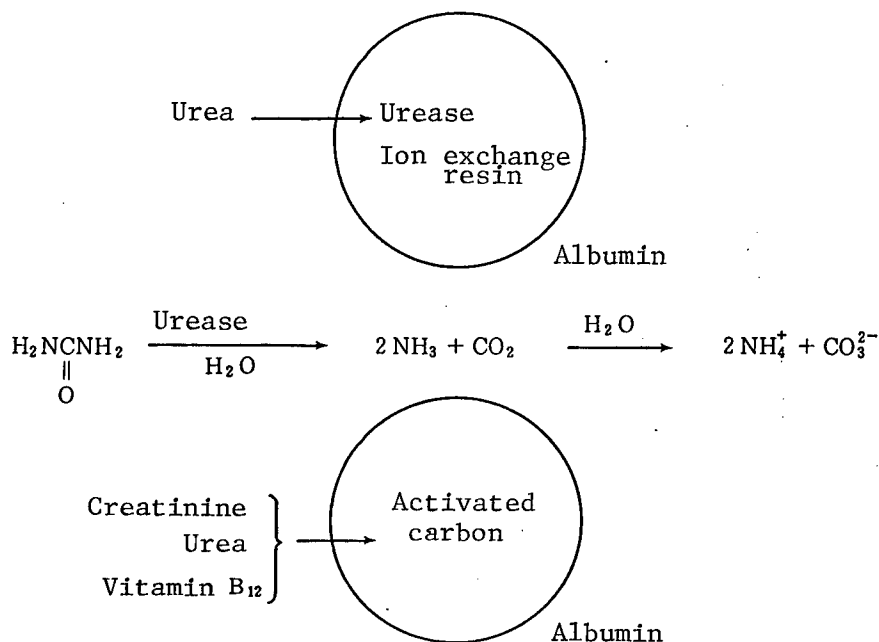 Urea → Urease
Ion exchange
resin
Albumin
H₂NCNH₂ Urease H₂O → 2 NH₃ + CO₂ H₂O → 2 NH₄⁺ + CO₃²⁻
‖
O
Creatinine
Urea
Vitamin B₁₂
Activated
carbon
Albumin